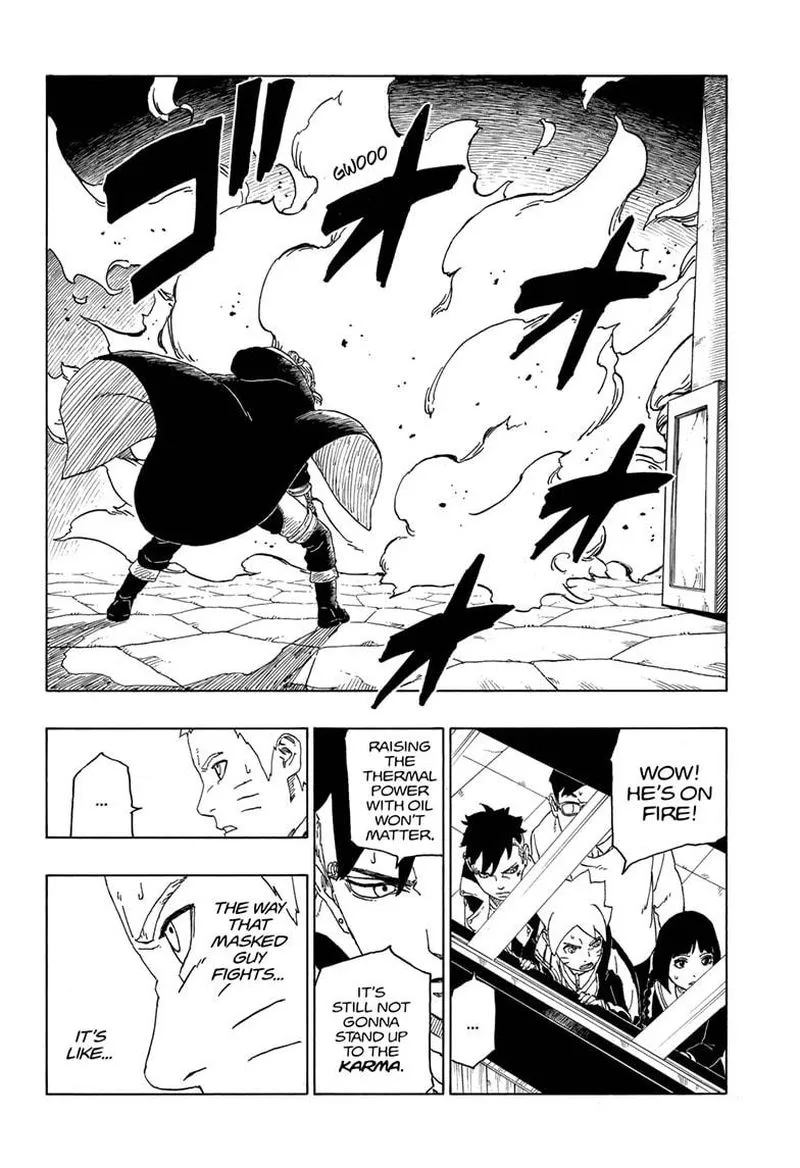 ゴオオオオ
GWOOO
WOW!
HE'S ON
FIRE!
...
RAISING
THE
THERMAL
POWER
WITH OIL
WON'T
MATTER.
IT'S
STILL NOT
GONNA
STAND UP
TO THE
KARMA.
...
THE WAY
THAT
MASKED
GUY
FIGHTS...
IT'S
LIKE...